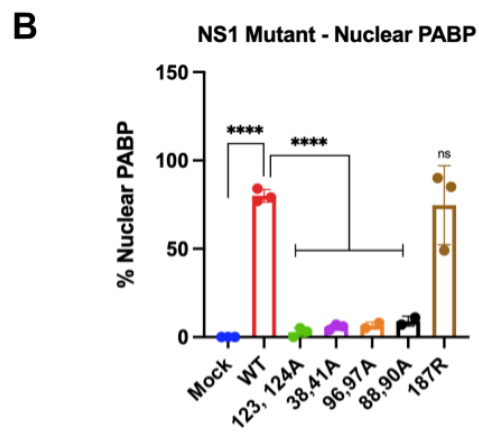 B
NS1 Mutant - Nuclear PABP
% Nuclear PABP
150
100
50
0
****
****
ns
Mock
WT
123, 124A
38,41A
96,97A
88,90A
187R